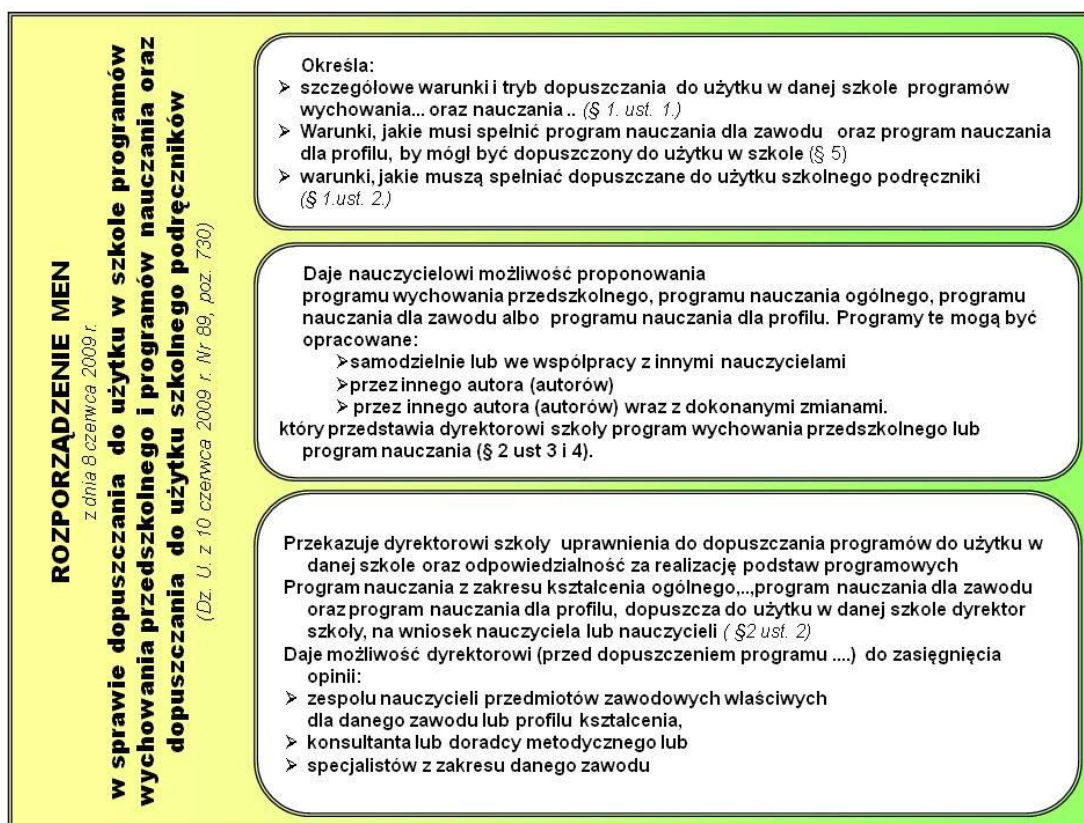 ROZPORZĄDZENIE MEN
z dnia 8 czerwca 2009 r.
w sprawie dopuszczania do użytku w szkole programów
wychowania przedszkolnego i programów nauczania oraz
dopuszczania do użytku szkolnego podręczników
(Dz. U. z 10 czerwca 2009 r. Nr 89, poz. 730)
Określa:
➢ szczegółowe warunki i tryb dopuszczania do użytku w danej szkole programów
wychowania... oraz nauczania .. (§ 1. ust. 1.)
➢ Warunki, jakie musi spełnić program nauczania dla zawodu oraz program nauczania
dla profilu, by mógł być dopuszczony do użytku w szkole (§ 5)
➢ warunki, jakie muszą spełniać dopuszczane do użytku szkolnego podręczniki
(§ 1.ust. 2.)
Daje nauczycielowi możliwość proponowania
programu wychowania przedszkolnego, programu nauczania ogólnego, programu
nauczania dla zawodu albo programu nauczania dla profilu. Programy te mogą być
opracowane:
➢samodzielnie lub we współpracy z innymi nauczycielami
➢przez innego autora (autorów)
➢ przez innego autora (autorów) wraz z dokonanymi zmianami.
który przedstawia dyrektorowi szkoły program wychowania przedszkolnego lub
program nauczania (§ 2 ust 3 i 4).
Przekazuje dyrektorowi szkoły uprawnienia do dopuszczania programów do użytku w
danej szkole oraz odpowiedzialność za realizację podstaw programowych
Program nauczania z zakresu kształcenia ogólnego,..,program nauczania dla zawodu
oraz program nauczania dla profilu, dopuszcza do użytku w danej szkole dyrektor
szkoły, na wniosek nauczyciela lub nauczycieli ( §2 ust. 2)
Daje możliwość dyrektorowi (przed dopuszczeniem programu ....) do zasięgnięcia
opinii:
➢ zespołu nauczycieli przedmiotów zawodowych właściwych
dla danego zawodu lub profilu kształcenia,
➢ konsultanta lub doradcy metodycznego lub
➢ specjalistów z zakresu danego zawodu